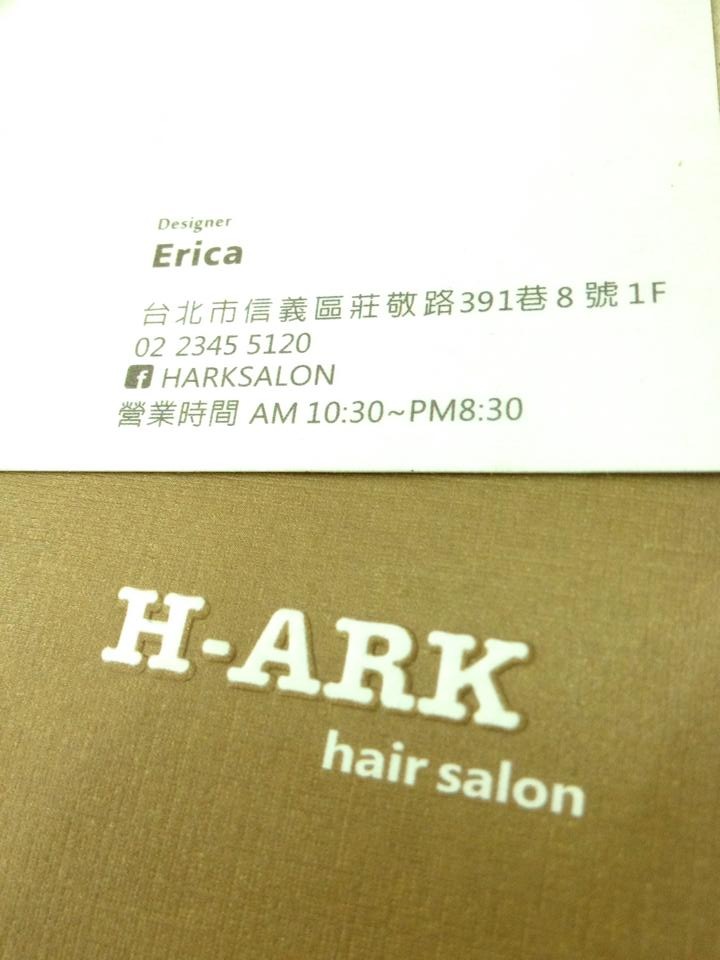 Designer
Erica
台北市信義區莊敬路391巷8號1F
02 2345 5120
f HARKSALON
營業時間 AM 10:30~PM8:30
H-ARK
hair salon